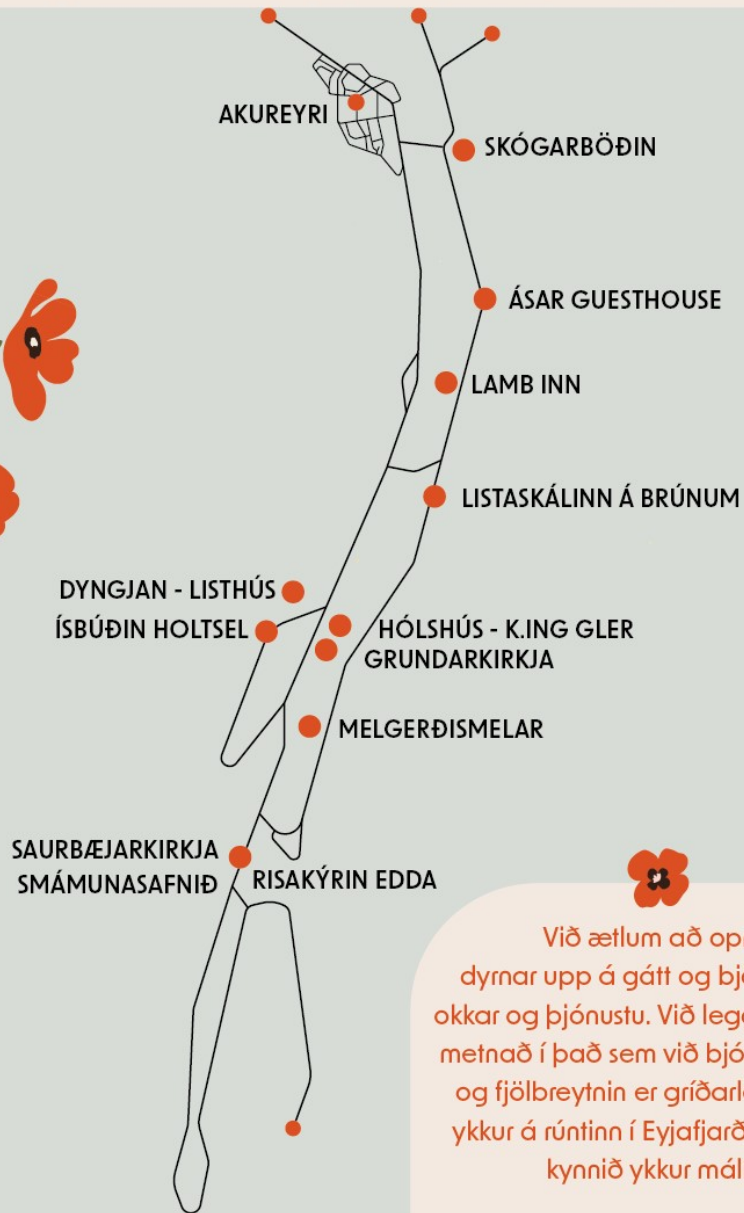 AKUREYRI
SKÓGARBÖÐIN
ÁSAR GUESTHOUSE
LAMB INN
LISTASKÁLINN Á BRÚNUM
DYNGJAN - LISTHÚS
ÍSBÚÐIN HOLTSEL
HÓLSHÚS - K.ING GLER
GRUNDARKIRKJA
MELGERÐISMELAR
SAURBÆJARKIRKJA
SMÁMUNASAFNIÐ
RISAKÝRIN EDDA
Við ætlum að op
dyrnar upp á gátt og bj
okkar og þjónustu. Við leg
metnað í það sem við bjó
og fjölbreytnin er gríðarl
ykkur á rúntinn í Eyjafjarð
kynnið ykkur mál